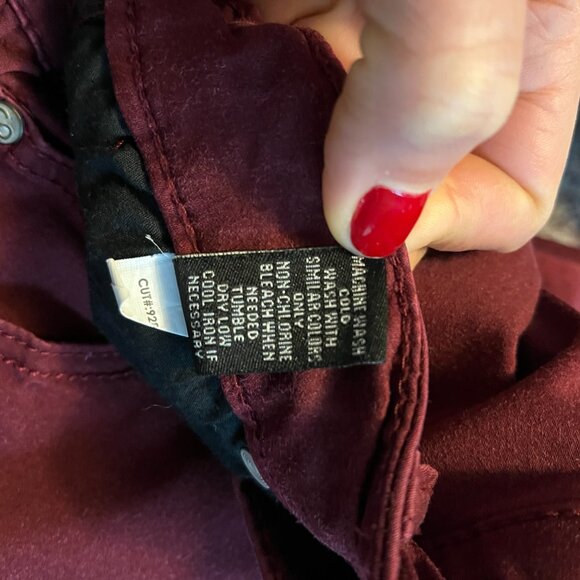 MACHINE WASH
COLD
WASH WITH
SIMILAR COLORS
ONLY
NON-CHLORINE
BLEACH WHEN
NEEDED
TUMBLE
DRY LOW
COOL IRON IF
NECESSARY
CUT#:925